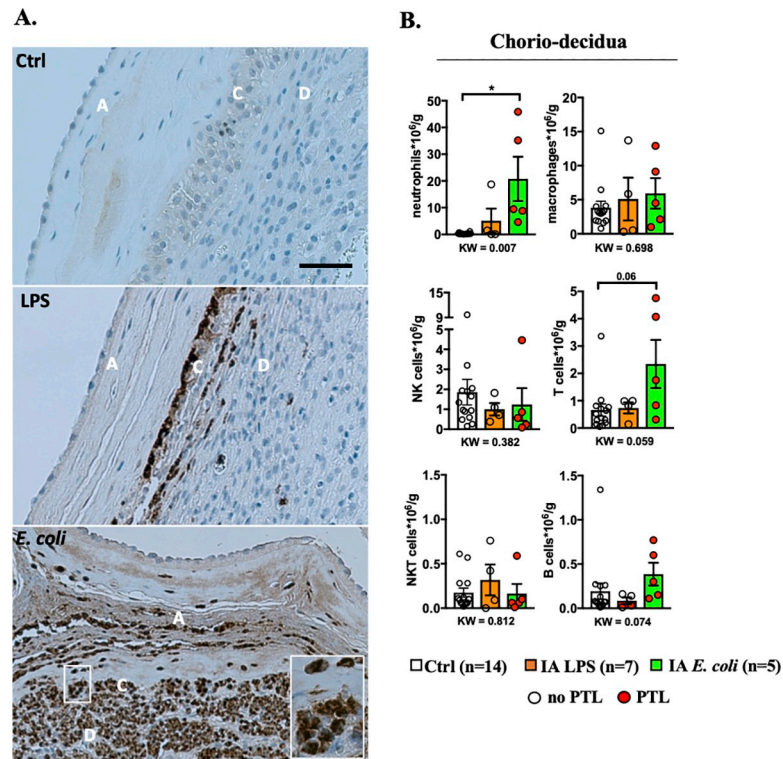 A.
Ctrl
A
C
D
LPS
A
C
D
E. coli
A
C
D
B.
Chorio-decidua
*
neutrophils*10⁶/g
60
50
40
30
20
10
0
KW = 0.007
macrophages*10⁶/g
20
15
10
5
0
KW = 0.698
NK cells*10⁶/g
15
9
5
4
3
2
1
0
KW = 0.382
0.06
T cells*10⁶/g
5
4
3
2
1
0
KW = 0.059
NKT cells*10⁶/g
1.5
1.0
0.5
0.0
KW = 0.812
B cells*10⁶/g
1.5
1.0
0.5
0.0
KW = 0.074
Ctrl (n=14) IA LPS (n=7) IA E. coli (n=5)
no PTL PTL